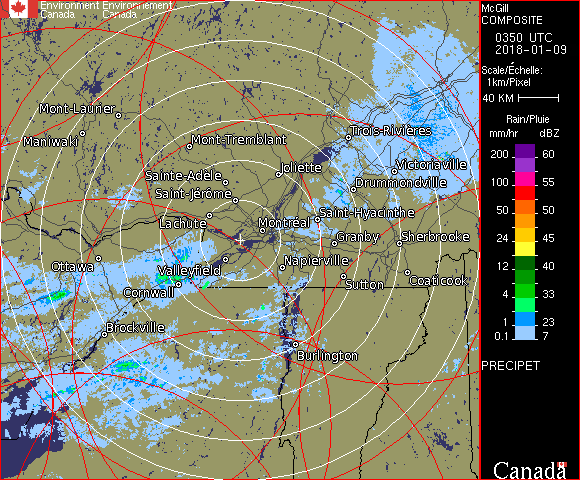 Environment Environnement
Canada Canada
McGill
COMPOSITE
0350 UTC
2018-01-09
Scale/Échelle:
1km/Pixel
40 KM
Rain/Pluie
mm/hr dBZ
200 60
100 55
50 50
24 45
12 40
4 33
1 23
0.1 7
PRECIPET
Canada
Mont-Laurier
Maniwaki
Mont-Tremblant
Trois-Rivières
Victoriaville
Sainte-Adèle
Joliette
Drummondville
Saint-Jérôme
Lachute
Saint-Hyacinthe
Montréal
Granby
Sherbrooke
Ottawa
Valleyfield
Napierville
Cornwall
Sutton
Coaticook
Brockville
Burlington